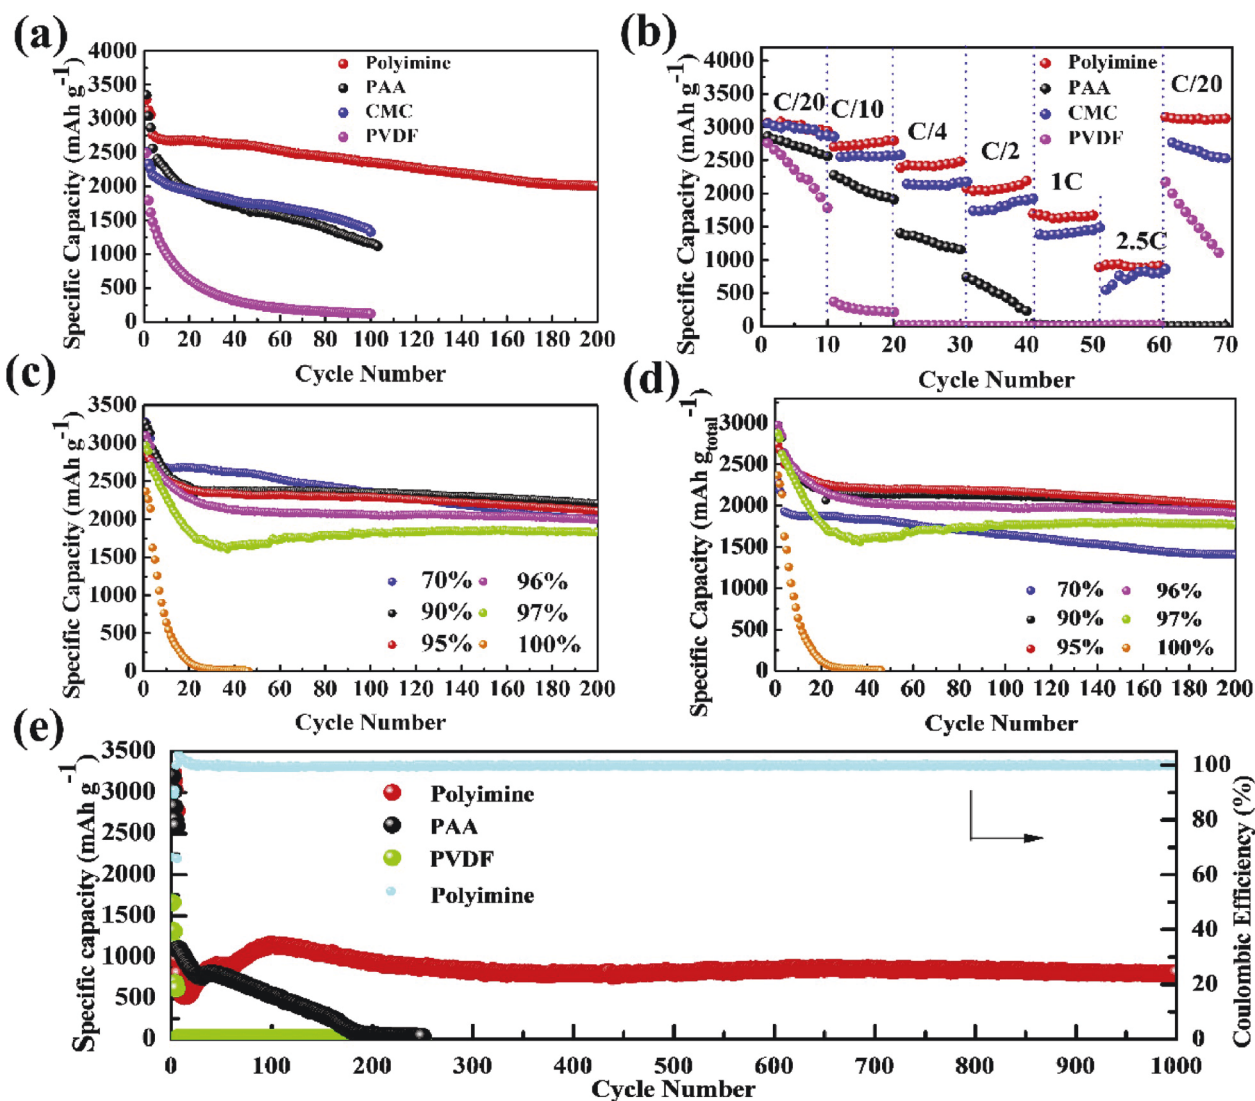 (a)
Specific Capacity (mAh g-1)
4000
3500
3000
2500
2000
1500
1000
500
0
Polyimine
PAA
CMC
PVDF
0 20 40 60 80 100 120 140 160 180 200
Cycle Number
(b)
Specific Capacity (mAh g-1)
4000
3500
3000
2500
2000
1500
1000
500
0
Polyimine
PAA
CMC
PVDF
C/20
C/10
C/4
C/2
1C
2.5C
C/20
0 10 20 30 40 50 60 70
Cycle Number
(c)
Specific Capacity (mAh g-1)
3500
3000
2500
2000
1500
1000
500
0
70% 96%
90% 97%
95% 100%
0 20 40 60 80 100 120 140 160 180 200
Cycle Number
(d)
Specific Capacity (mAh gtotal-1)
3000
2500
2000
1500
1000
500
0
70% 96%
90% 97%
95% 100%
0 20 40 60 80 100 120 140 160 180 200
Cycle Number
(e)
Specific capacity (mAh g-1)
3500
3000
2500
2000
1500
1000
500
0
Polyimine
PAA
PVDF
Polyimine
100
80
60
40
20
0
Coulombic Efficiency (%)
0 100 200 300 400 500 600 700 800 900 1000
Cycle Number